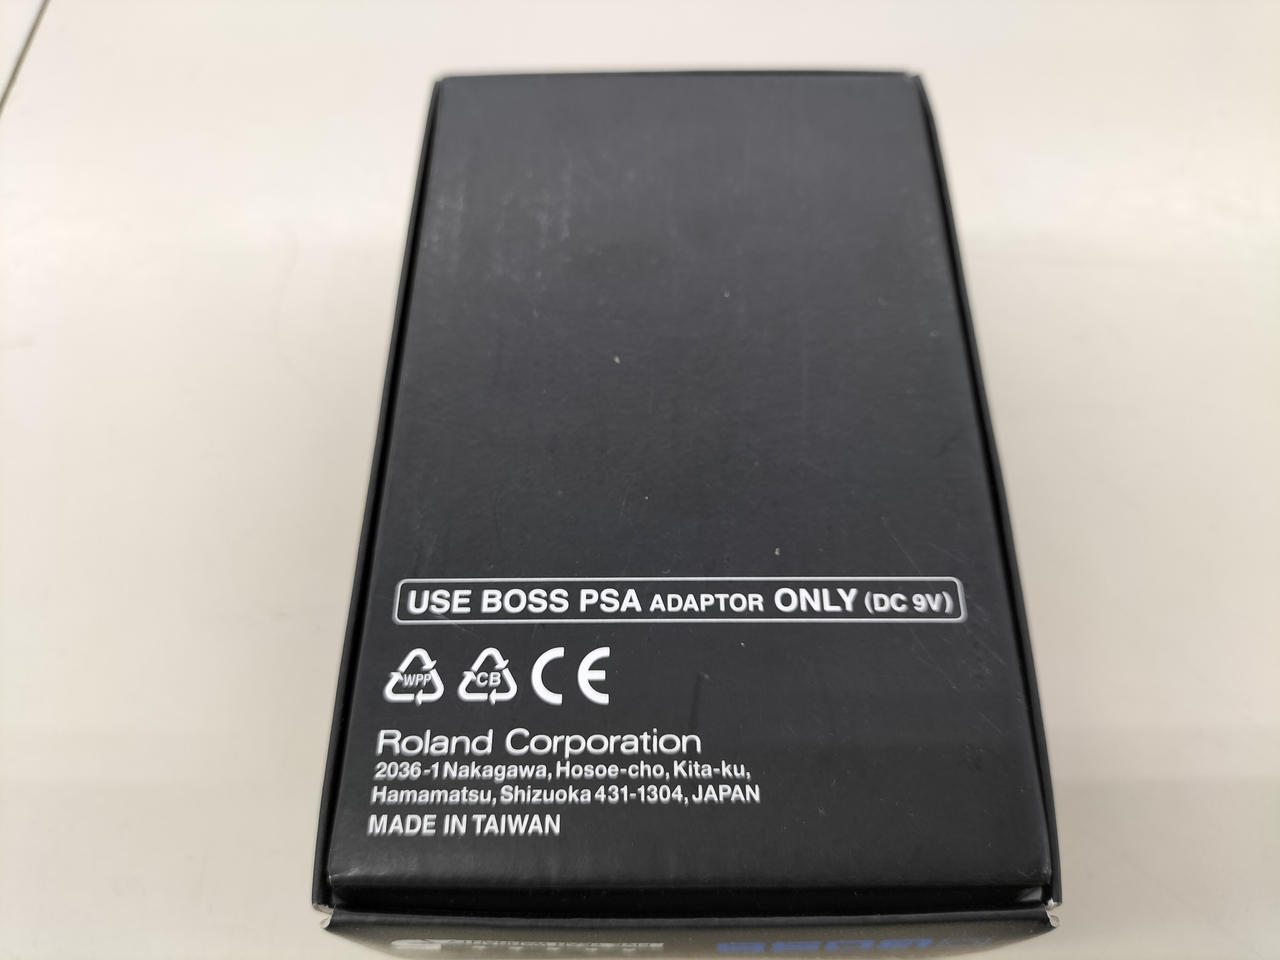 USE BOSS PSA ADAPTOR ONLY (DC 9V)
WPP CB CE
Roland Corporation
2036-1 Nakagawa, Hosoe-cho, Kita-ku,
Hamamatsu, Shizuoka 431-1304, JAPAN
MADE IN TAIWAN